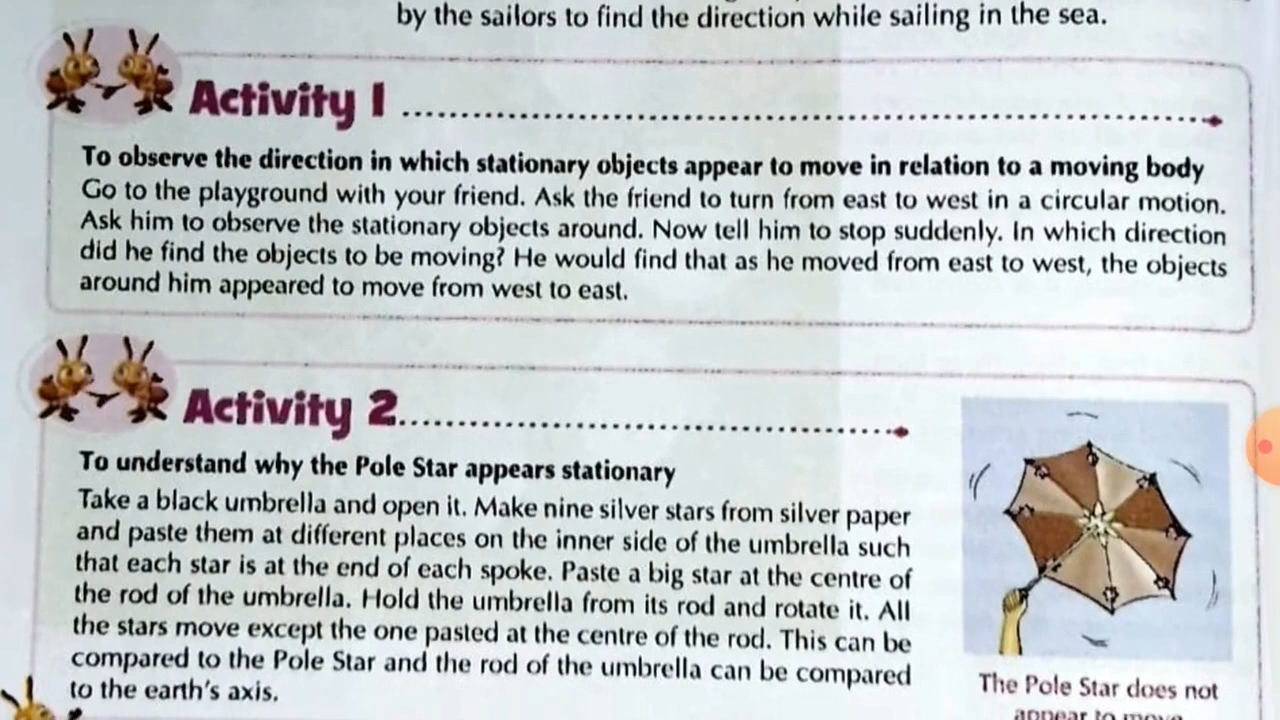 by the sailors to find the direction while sailing in the sea.
Activity 1
To observe the direction in which stationary objects appear to move in relation to a moving body
Go to the playground with your friend. Ask the friend to turn from east to west in a circular motion.
Ask him to observe the stationary objects around. Now tell him to stop suddenly. In which direction
did he find the objects to be moving? He would find that as he moved from east to west, the objects
around him appeared to move from west to east.
Activity 2
To understand why the Pole Star appears stationary
Take a black umbrella and open it. Make nine silver stars from silver paper
and paste them at different places on the inner side of the umbrella such
that each star is at the end of each spoke. Paste a big star at the centre of
the rod of the umbrella. Hold the umbrella from its rod and rotate it. All
the stars move except the one pasted at the centre of the rod. This can be
compared to the Pole Star and the rod of the umbrella can be compared
to the earth's axis.
The Pole Star does not
appear to move